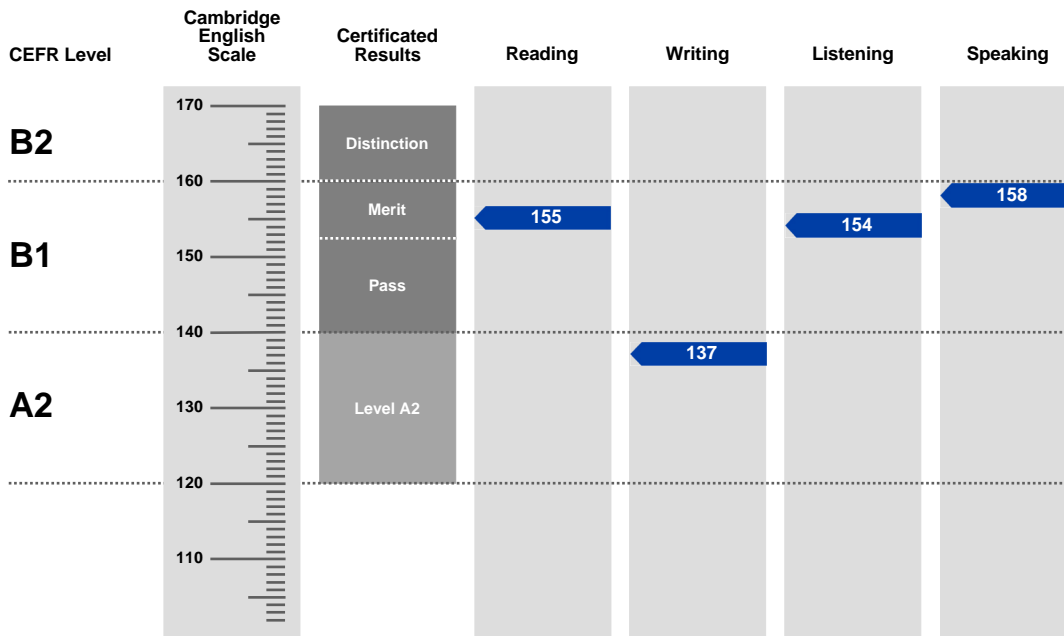 CEFR Level
Cambridge
English
Scale
Certificated
Results
Reading
Writing
Listening
Speaking
170
B2
Distinction
160
Merit
155
154
158
B1
150
Pass
140
137
A2
130
Level A2
120
110